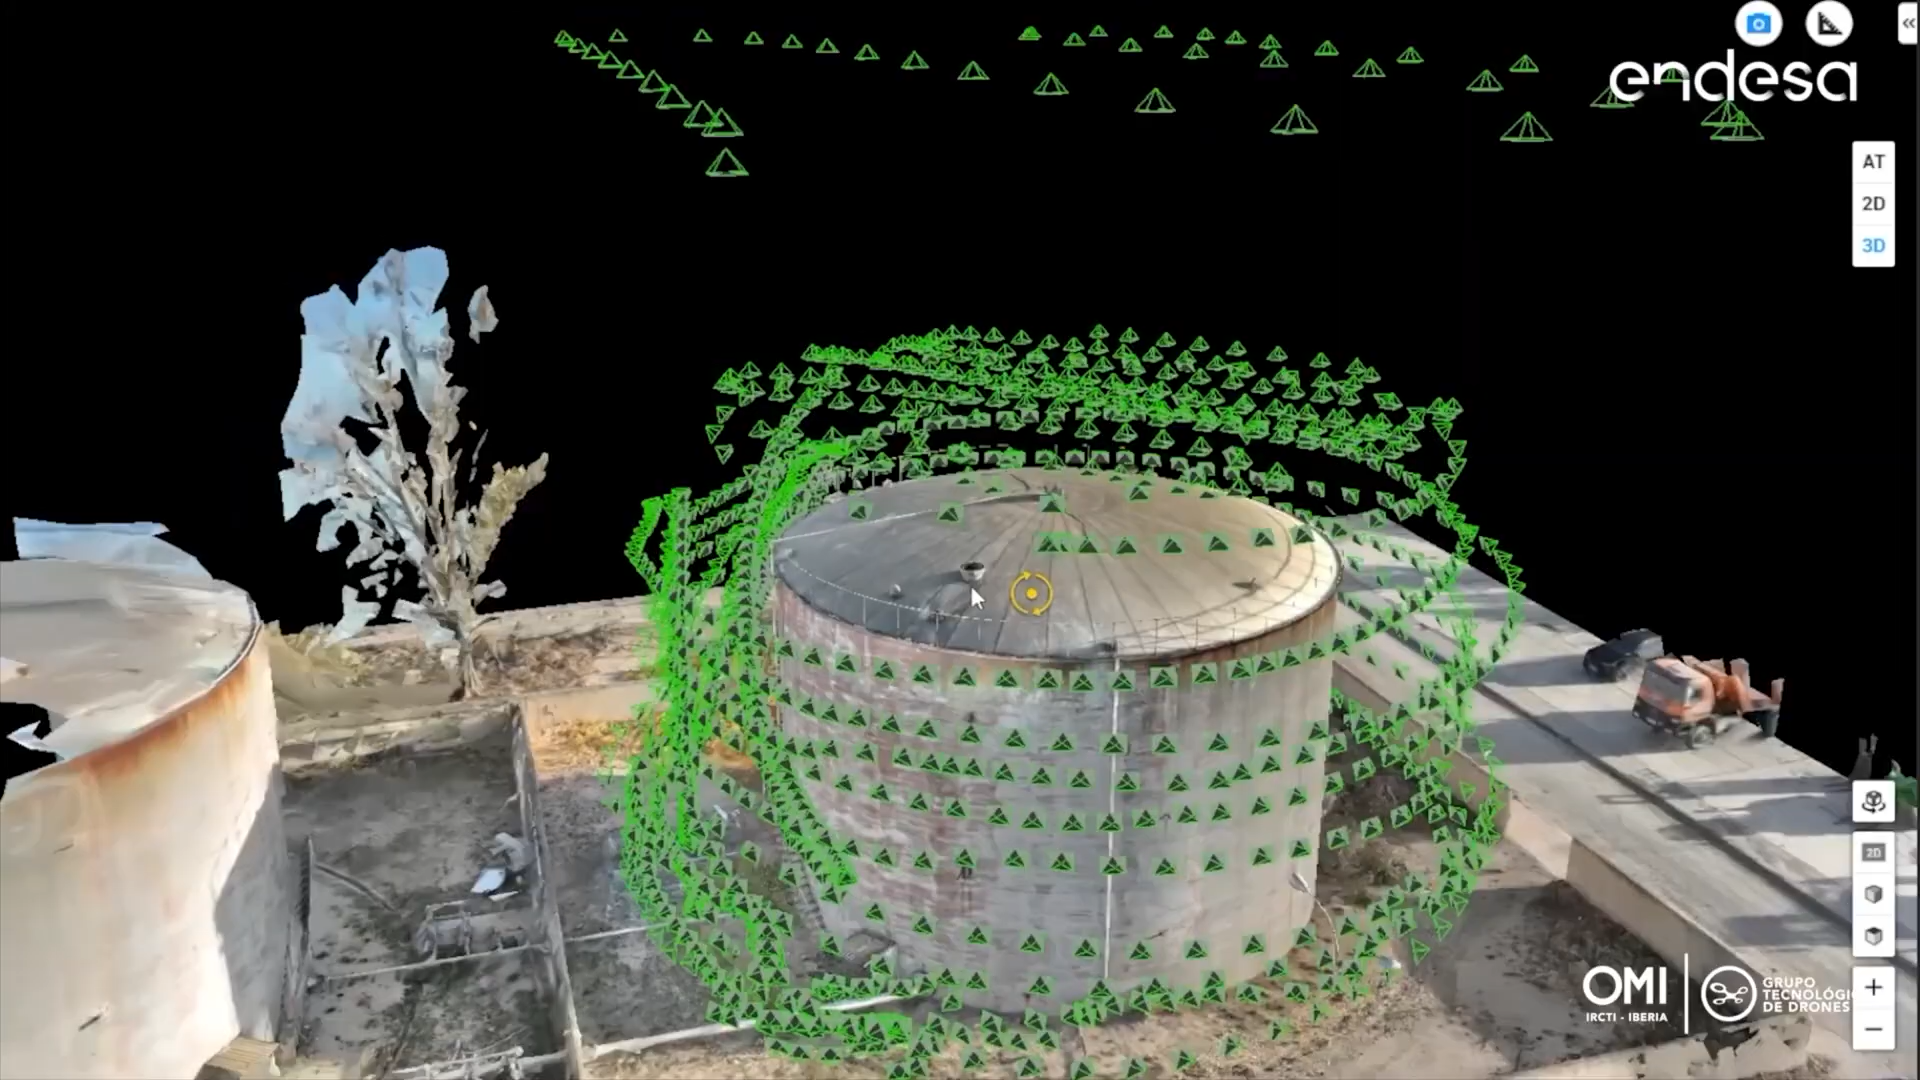 endesa
AT
2D
3D
2D
OMI
IRCTI - IBERIA
GRUPO
TECNOLÓGI
DE DRONES